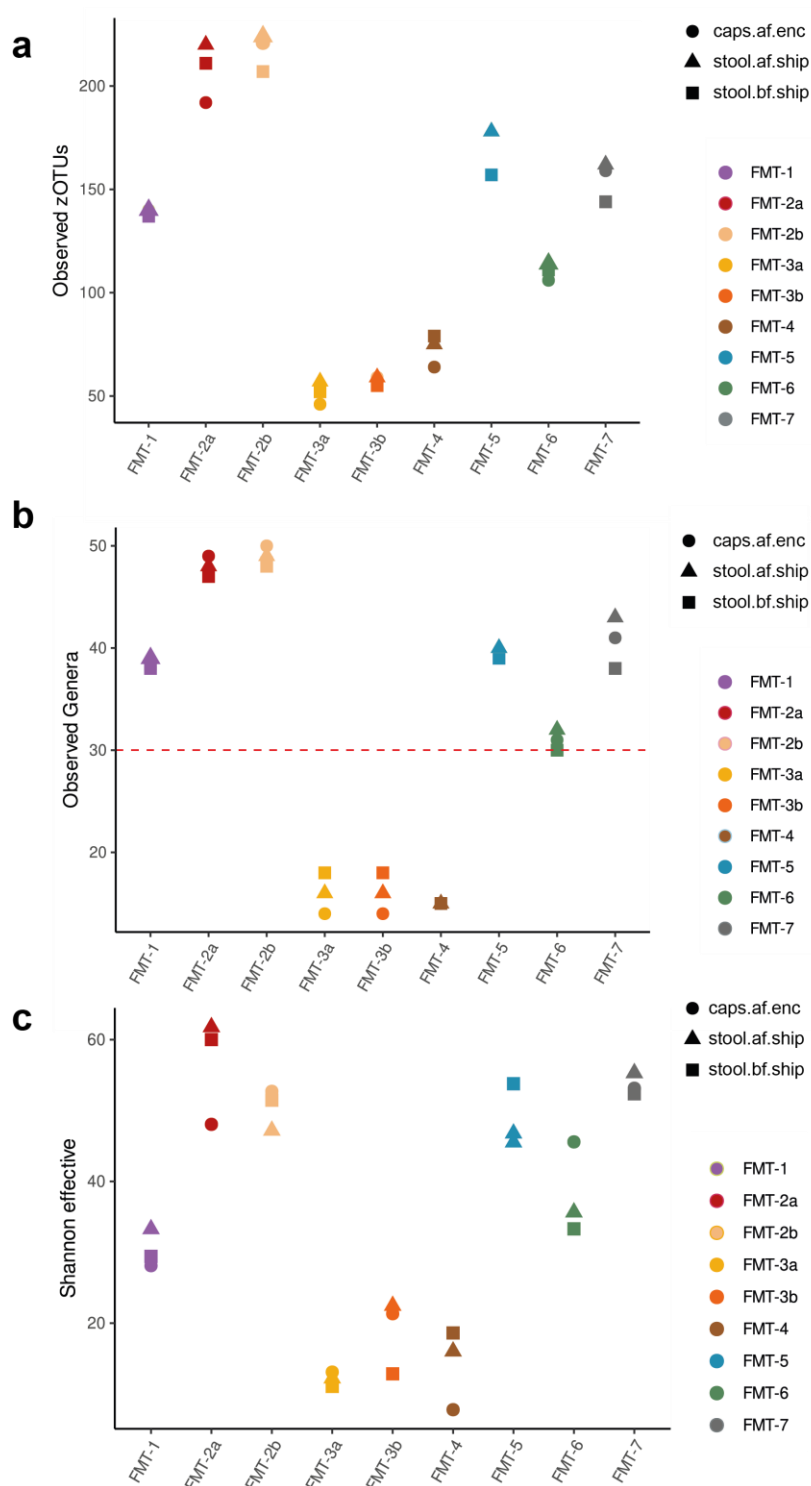 a
Observed zOTUs
200
150
100
50
FMT-1
FMT-2a
FMT-2b
FMT-3a
FMT-3b
FMT-4
FMT-5
FMT-6
FMT-7
caps.af.enc
stool.af.ship
stool.bf.ship
FMT-1
FMT-2a
FMT-2b
FMT-3a
FMT-3b
FMT-4
FMT-5
FMT-6
FMT-7
b
Observed Genera
50
40
30
20
FMT-1
FMT-2a
FMT-2b
FMT-3a
FMT-3b
FMT-4
FMT-5
FMT-6
FMT-7
caps.af.enc
stool.af.ship
stool.bf.ship
FMT-1
FMT-2a
FMT-2b
FMT-3a
FMT-3b
FMT-4
FMT-5
FMT-6
FMT-7
c
Shannon effective
60
40
20
FMT-1
FMT-2a
FMT-2b
FMT-3a
FMT-3b
FMT-4
FMT-5
FMT-6
FMT-7
caps.af.enc
stool.af.ship
stool.bf.ship
FMT-1
FMT-2a
FMT-2b
FMT-3a
FMT-3b
FMT-4
FMT-5
FMT-6
FMT-7